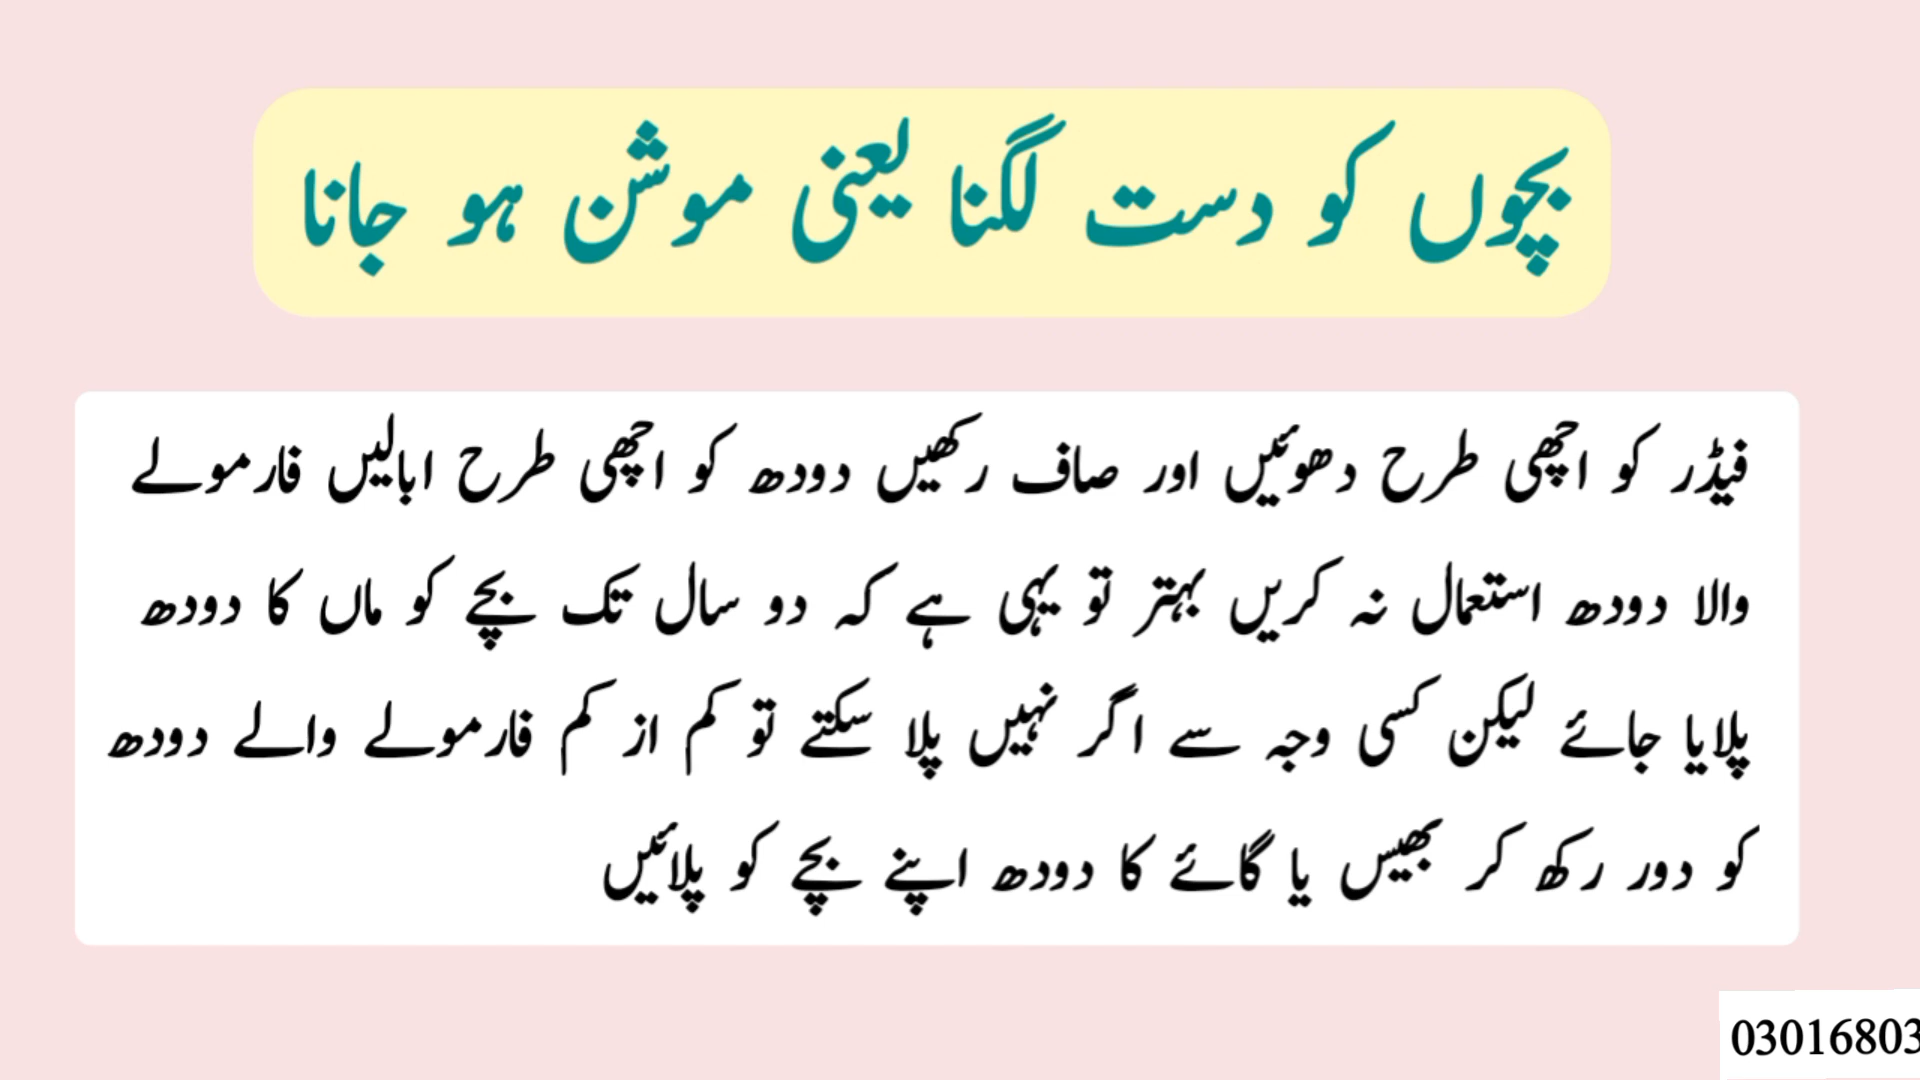 بچوں کو دست لگنا یعنی موشن ہو جانا
فیڈر کو اچھی طرح دھوئیں اور صاف رکھیں دودھ کو اچھی طرح ابالیں فارمولے
والا دودھ استعمال نہ کریں بہتر تو یہی ہے کہ دو سال تک بچے کو ماں کا دودھ
پلایا جائے لیکن کسی وجہ سے اگر نہیں پلا سکتے تو کم از کم فارمولے والے دودھ
کو دور رکھ کر بھیس یا گائے کا دودھ اپنے بچے کو پلائیں
03016803